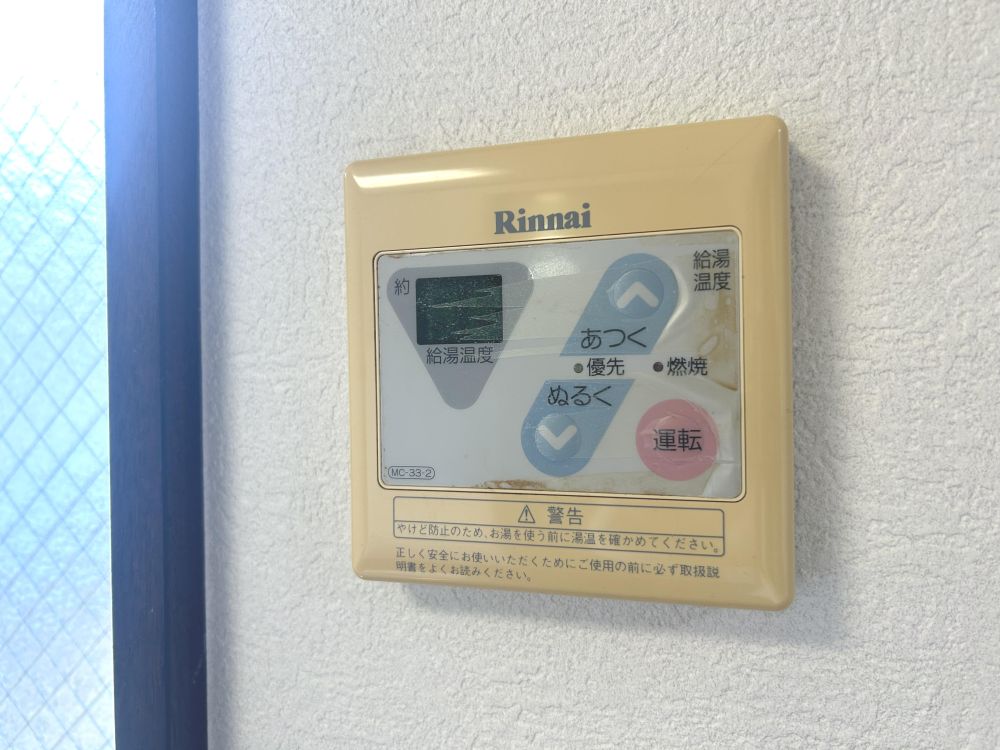 Rinnai
約
給湯温度
給湯
温度
あつく
優先
燃焼
ぬるく
運転
MC-33-2
⚠ 警告
やけど防止のため、お湯を使う前に湯温を確かめてください。
正しく安全にお使いいただくためにご使用の前に必ず取扱説
明書をよくお読みください。